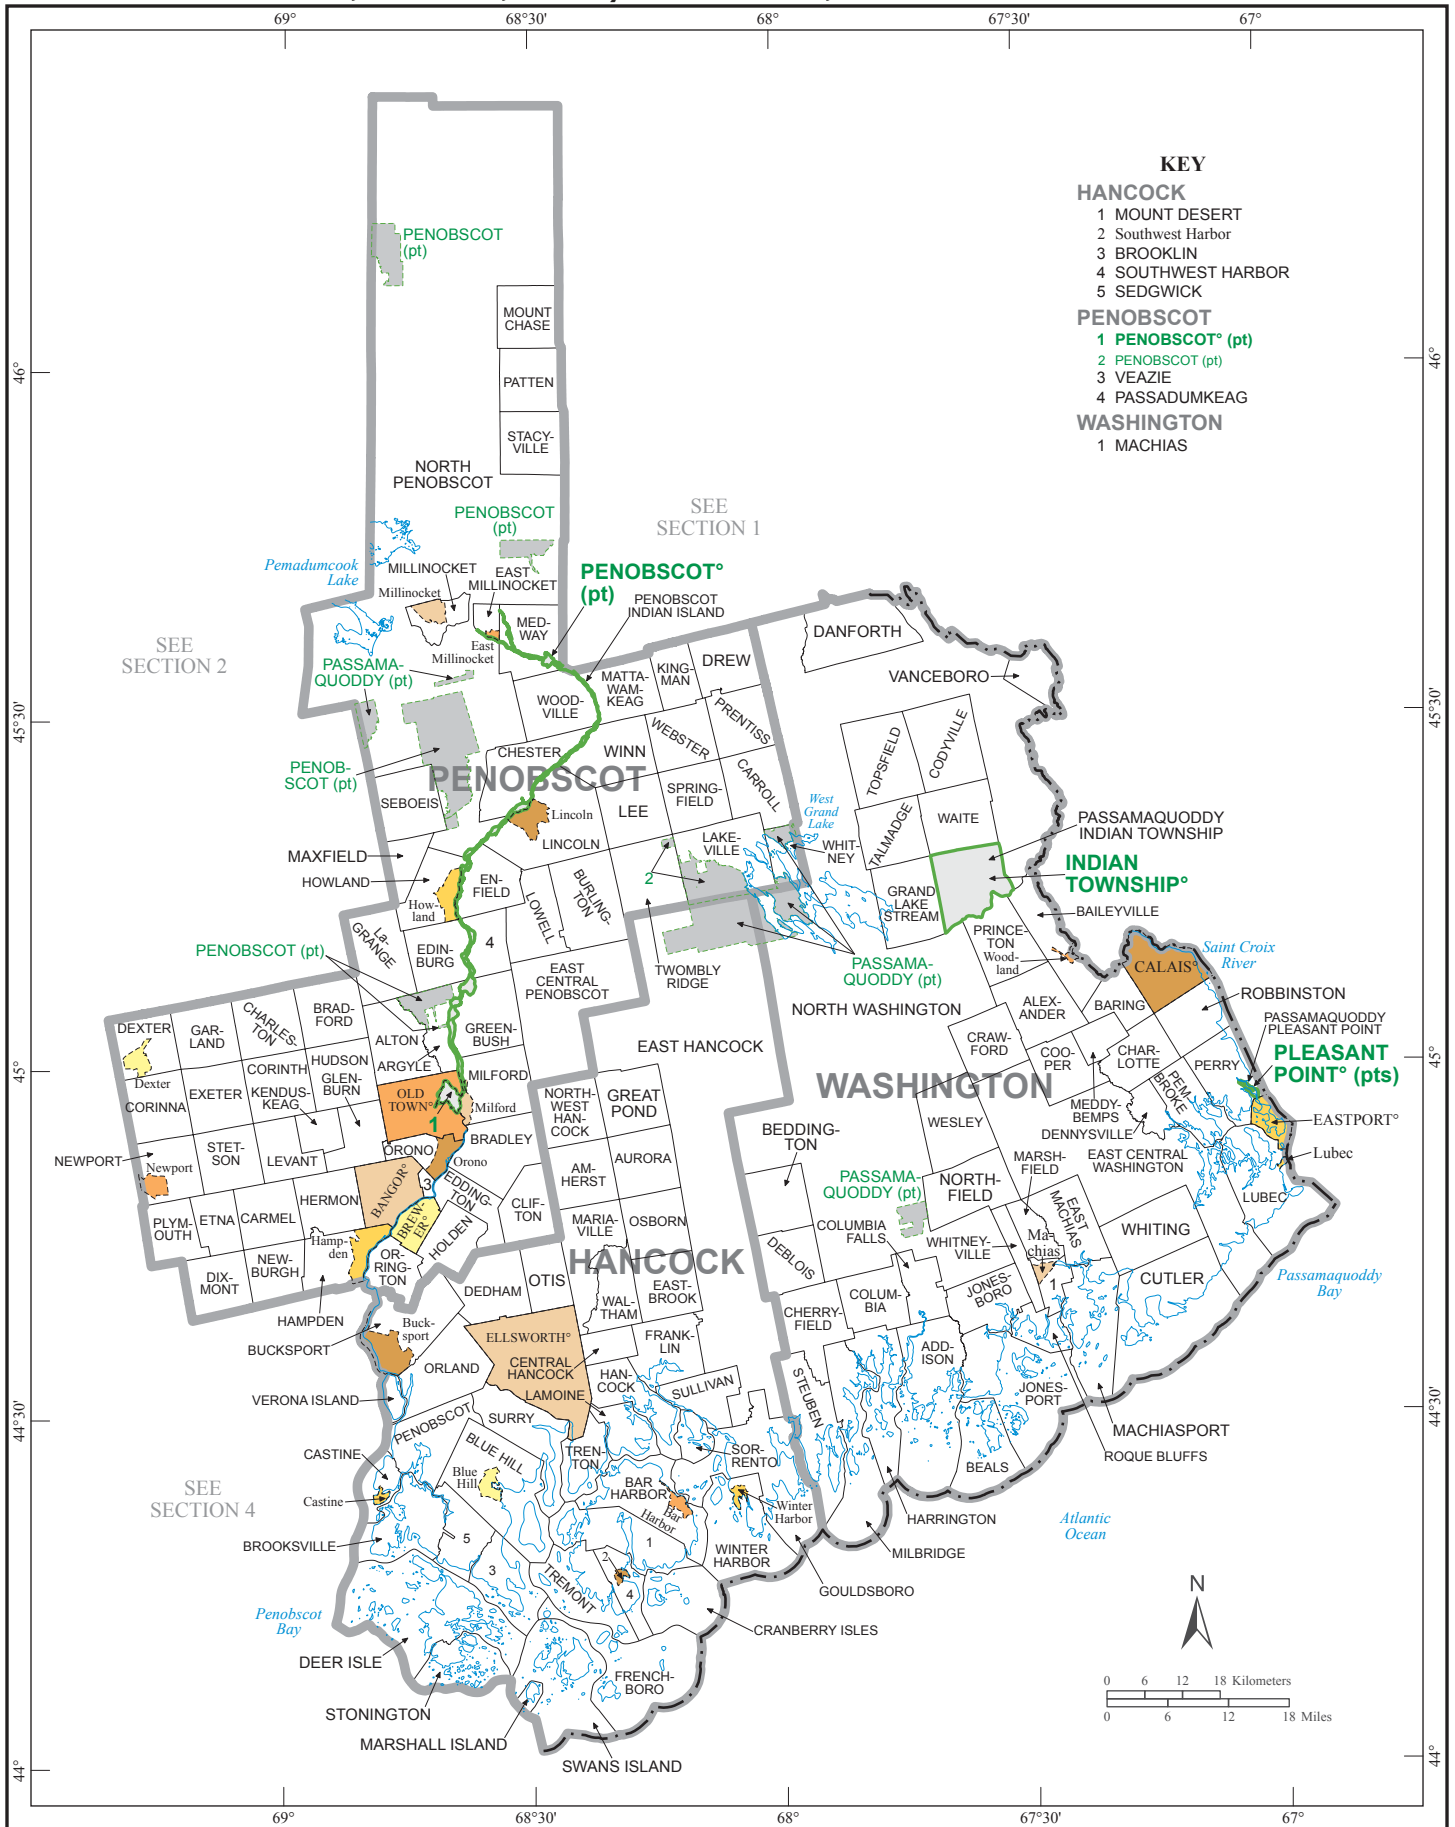 69°
68°30'
68°
67°30'
67°
KEY
HANCOCK
1 MOUNT DESERT
2 Southwest Harbor
3 BROOKLIN
4 SOUTHWEST HARBOR
5 SEDGWICK
PENOBSCOT
1 PENOBSCOT° (pt)
2 PENOBSCOT (pt)
3 VEAZIE
4 PASSADUMKEAG
WASHINGTON
1 MACHIAS
PENOBSCOT
(pt)
MOUNT
CHASE
46°
46°
PATTEN
STACY-
VILLE
NORTH
PENOBSCOT
PENOBSCOT
(pt)
SEE
SECTION 1
Pemadumcook
Lake
MILLINOCKET
EAST
MILLINOCKET
Millinocket
PENOBSCOT°
(pt)
PENOBSCOT
INDIAN ISLAND
MED-
WAY
East
Millinocket
SEE
SECTION 2
PASSAMA-
QUODDY (pt)
DANFORTH
VANCEBORO
DREW
KING-
MAN
MATTA-
WAM-
KEAG
WOOD-
VILLE
45°30'
45°30'
PRENTISS
WEBSTER
WINN
CHESTER
PENOBSCOT
PENOB-
SCOT (pt)
TOPSFIELD
CODYVILLE
CARROLL
SPRING-
FIELD
SEBOEIS
LEE
Lincoln
LINCOLN
West
Grand
Lake
WAITE
TALMADGE
PASSAMAQUODDY
INDIAN TOWNSHIP
LAKE-
VILLE
WHIT-
NEY
MAXFIELD
INDIAN
TOWNSHIP°
HOWLAND
EN-
FIELD
How-
land
2
BURLING-
TON
LOWELL
GRAND
LAKE
STREAM
BAILEYVILLE
La-
GRANGE
EDIN-
BURG
4
PRINCE-
TON
Wood-
land
PENOBSCOT (pt)
CALAIS°
Saint Croix
River
EAST
CENTRAL
PENOBSCOT
TWOMBLY
RIDGE
PASSAMA-
QUODDY (pt)
ROBBINSTON
NORTH WASHINGTON
ALEX-
ANDER
BARING
PASSAMAQUODDY
PLEASANT POINT
DEXTER
GAR-
LAND
CHARLES-
TON
BRAD-
FORD
ALTON
GREEN-
BUSH
EAST HANCOCK
CRAW-
FORD
COO-
PER
CHAR-
LOTTE
PERRY
PLEASANT
POINT° (pts)
45°
45°
Dexter
CORINTH
HUDSON
ARGYLE
GLEN-
BURN
MILFORD
CORINNA
EXETER
KENDUS-
KEAG
OLD
TOWN°
1
Milford
NORTH-
WEST
HAN-
COCK
GREAT
POND
WASHINGTON
PEM-
BROKE
MEDDY-
BEMPS
DENNYSVILLE
EASTPORT°
WESLEY
BEDDING-
TON
NEWPORT
STET-
SON
LEVANT
ORONO
Orono
BRADLEY
Newport
AURORA
AM-
HERST
EAST CENTRAL
WASHINGTON
MARSH-
FIELD
Lubec
LUBEC
HERMON
BANGOR°
3
EDDING-
TON
PASSAMA-
QUODDY (pt)
NORTH-
FIELD
EAST
MACHIAS
PLYM-
OUTH
ETNA
CARMEL
CLIF-
TON
MARIA-
VILLE
OSBORN
BREW-
ER°
HOLDEN
COLUMBIA
FALLS
WHITNEY-
VILLE
Ma-
chias
WHITING
Hamp-
den
HANCOCK
DEBLOIS
NEW-
BURGH
OR-
RING-
TON
DIX-
MONT
OTIS
DEDHAM
EAST-
BROOK
WAL-
THAM
COLUM-
BIA
JONES-
BORO
1
CUTLER
Passamaquoddy
Bay
HAMPDEN
Buck-
sport
CHERRY-
FIELD
BUCKSPORT
ELLSWORTH°
FRANK-
LIN
ADD-
ISON
ORLAND
CENTRAL
HANCOCK
HAN-
COCK
SULLIVAN
VERONA ISLAND
LAMOINE
STEUBEN
JONES-
PORT
44°30'
44°30'
PENOBSCOT
SURRY
MACHIASPORT
ROQUE BLUFFS
CASTINE
BLUE HILL
TREN-
TON
SOR-
RENTO
BEALS
Blue
Hill
BAR
HARBOR
SEE
SECTION 4
Castine
Bar
Harbor
Winter
Harbor
HARRINGTON
Atlantic
Ocean
BROOKSVILLE
5
1
WINTER
HARBOR
MILBRIDGE
3
2
4
TREMONT
GOULDSBORO
N
Penobscot
Bay
CRANBERRY ISLES
DEER ISLE
FRENCH-
BORO
0 6 12 18 Kilometers
0 6 12 18 Miles
STONINGTON
MARSHALL ISLAND
SWANS ISLAND
44°
44°
69°
68°30'
68°
67°30'
67°